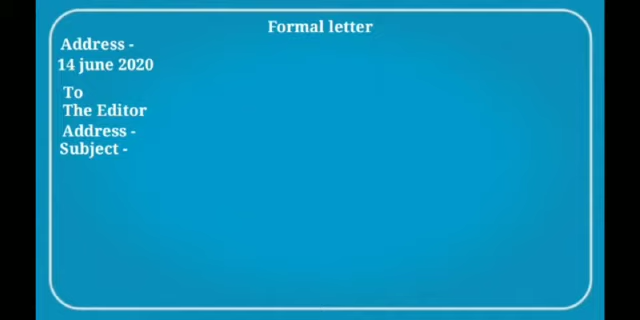 Formal letter
Address -
14 june 2020
To
The Editor
Address -
Subject -